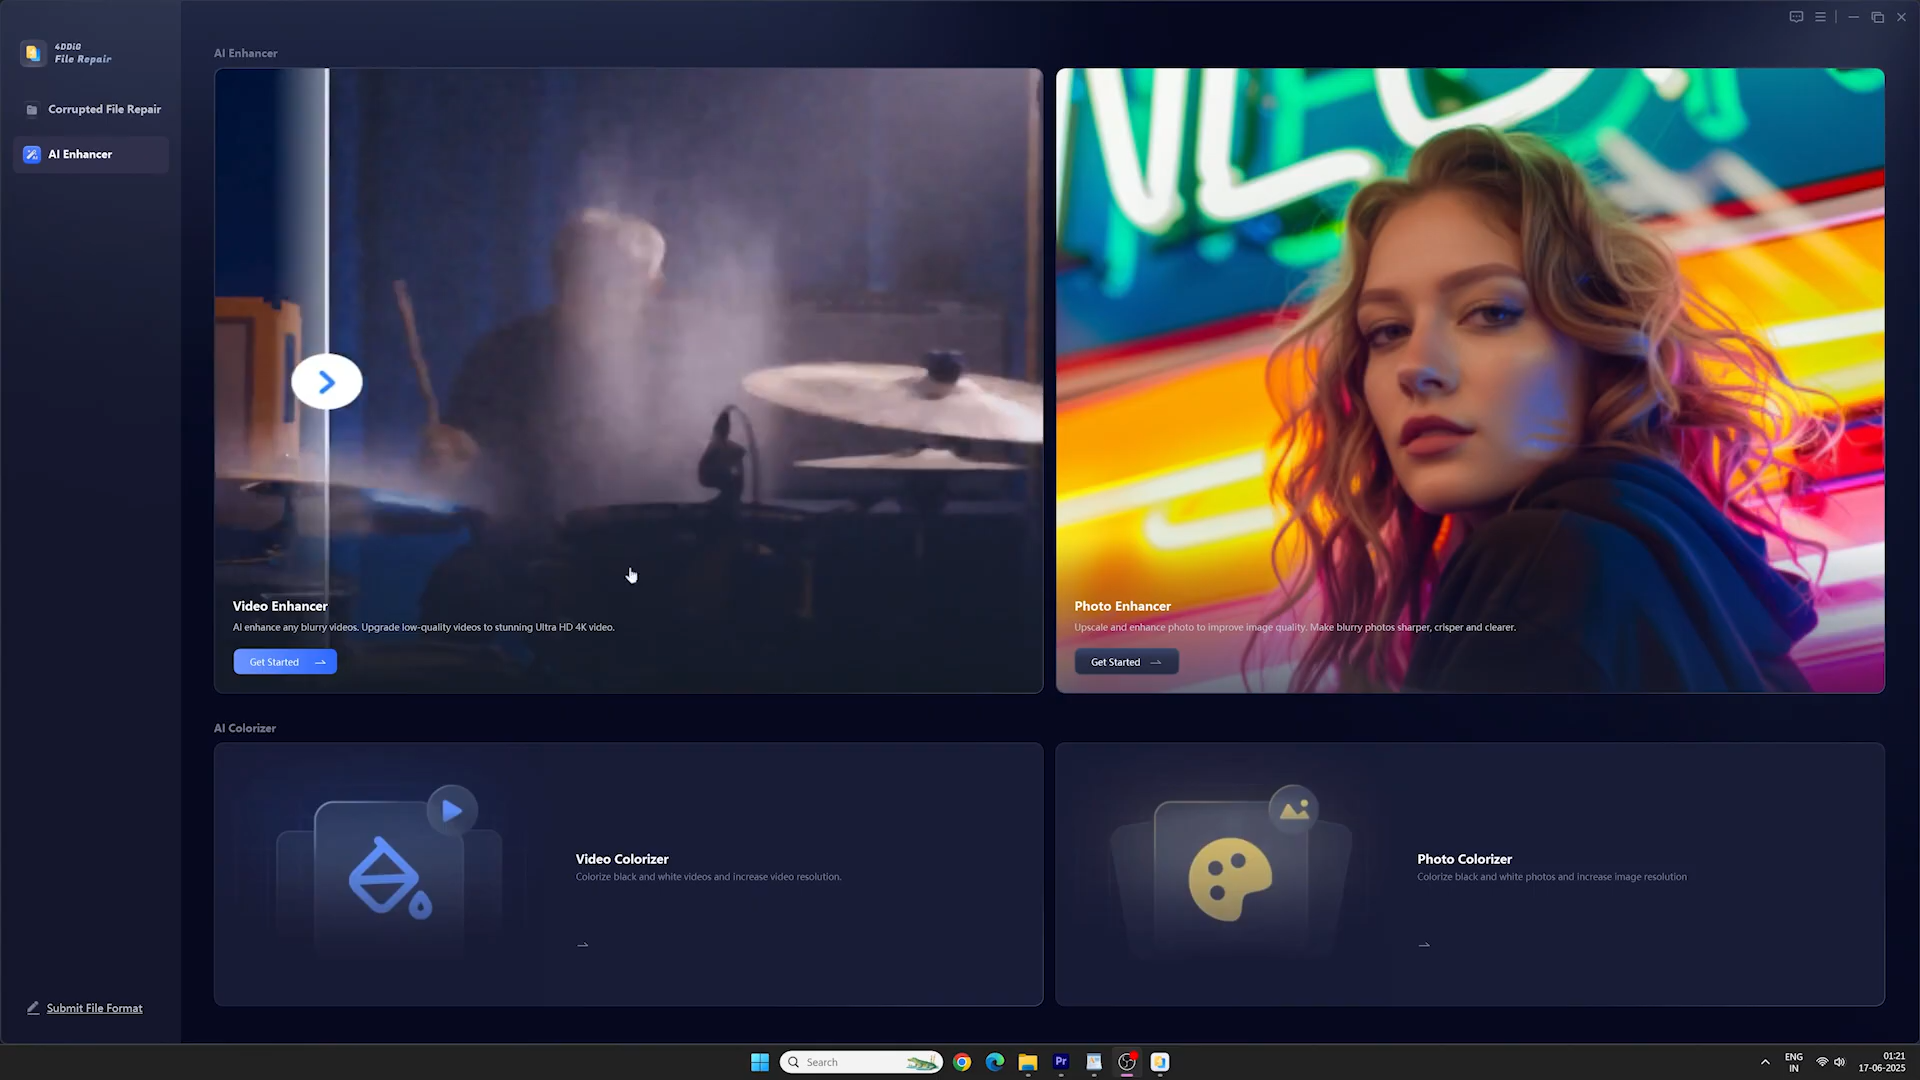 4DDiG
File Repair
Corrupted File Repair
AI Enhancer
Submit File Format
AI Enhancer
Video Enhancer
AI enhance any blurry videos. Upgrade low-quality videos to stunning Ultra HD 4K video.
Get Started
Photo Enhancer
Upscale and enhance photo to improve image quality. Make blurry photos sharper, crisper and clearer.
Get Started
AI Colorizer
Video Colorizer
Colorize black and white videos and increase video resolution.
Photo Colorizer
Colorize black and white photos and increase image resolution
Search
Pr
ENG
IN
01:21
17-06-2025